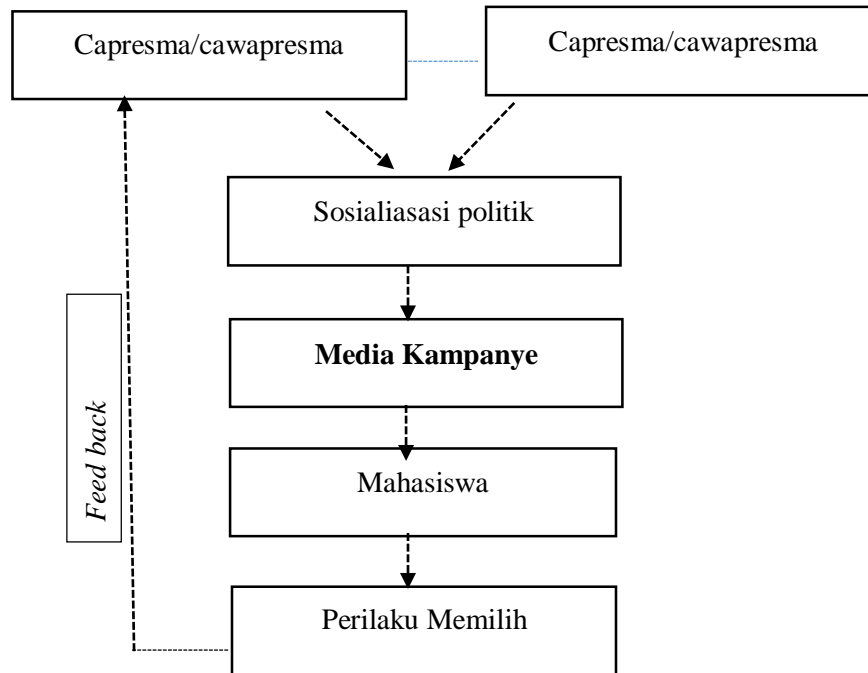 Capresma/cawapresma
Capresma/cawapresma
Sosialiasasi politik
Media Kampanye
Feed back
Mahasiswa
Perilaku Memilih